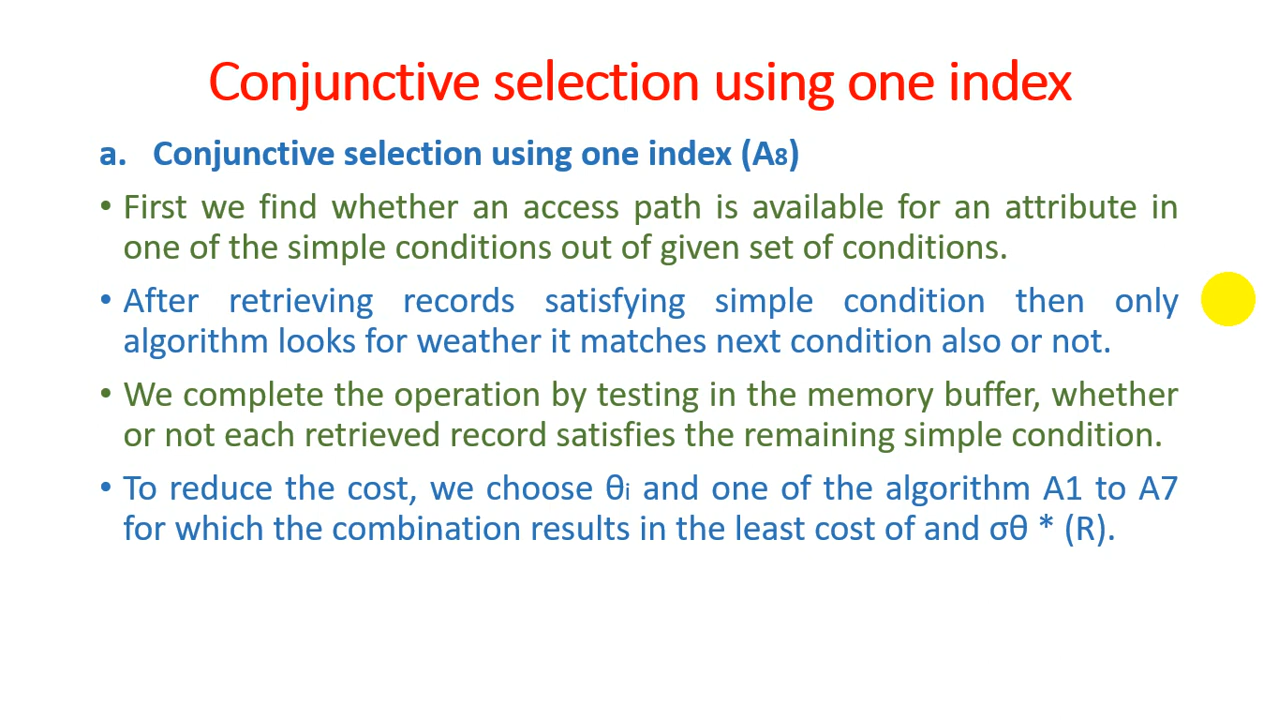 Conjunctive selection using one index
a. Conjunctive selection using one index (A8)
• First we find whether an access path is available for an attribute in
one of the simple conditions out of given set of conditions.
• After retrieving records satisfying simple condition then only
algorithm looks for weather it matches next condition also or not.
• We complete the operation by testing in the memory buffer, whether
or not each retrieved record satisfies the remaining simple condition.
• To reduce the cost, we choose θi and one of the algorithm A1 to A7
for which the combination results in the least cost of and σθ * (R).